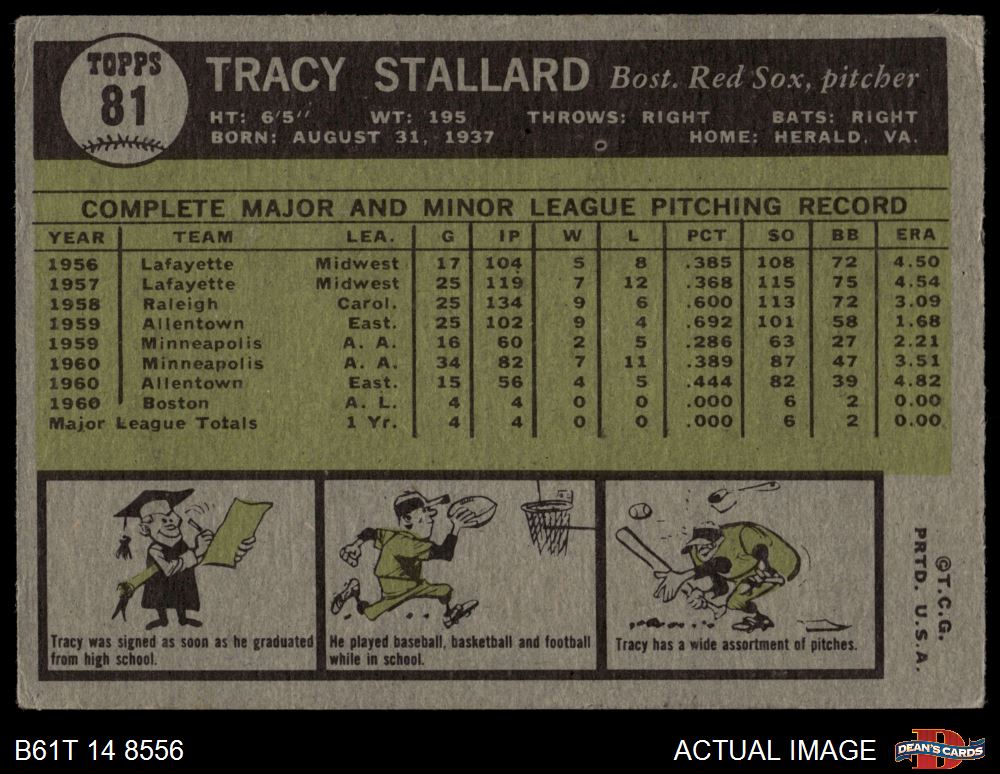 TOPPS
81
TRACY STALLARD Bost. Red Sox, pitcher
HT: 6'5'' WT: 195 THROWS: RIGHT BATS: RIGHT
BORN: AUGUST 31, 1937 HOME: HERALD, VA.
COMPLETE MAJOR AND MINOR LEAGUE PITCHING RECORD
YEAR TEAM LEA. G IP W L PCT SO BB ERA
1956 Lafayette Midwest 17 104 5 8 .385 108 72 4.50
1957 Lafayette Midwest 25 119 7 12 .368 115 75 4.54
1958 Raleigh Carol. 25 134 9 6 .600 113 72 3.09
1959 Allentown East. 25 102 9 4 .692 101 58 1.68
1959 Minneapolis A. A. 16 60 2 5 .286 63 27 2.21
1960 Minneapolis A. A. 34 82 7 11 .389 87 47 3.51
1960 Allentown East. 15 56 4 5 .444 82 39 4.82
1960 Boston A. L. 4 4 0 0 .000 6 2 0.00
Major League Totals 1 Yr. 4 4 0 0 .000 6 2 0.00
Tracy was signed as soon as he graduated
from high school.
He played baseball, basketball and football
while in school.
Tracy has a wide assortment of pitches.
©T.C.G.
PRTD. U.S.A.
B61T 14 8556 ACTUAL IMAGE
DEAN'S CARDS